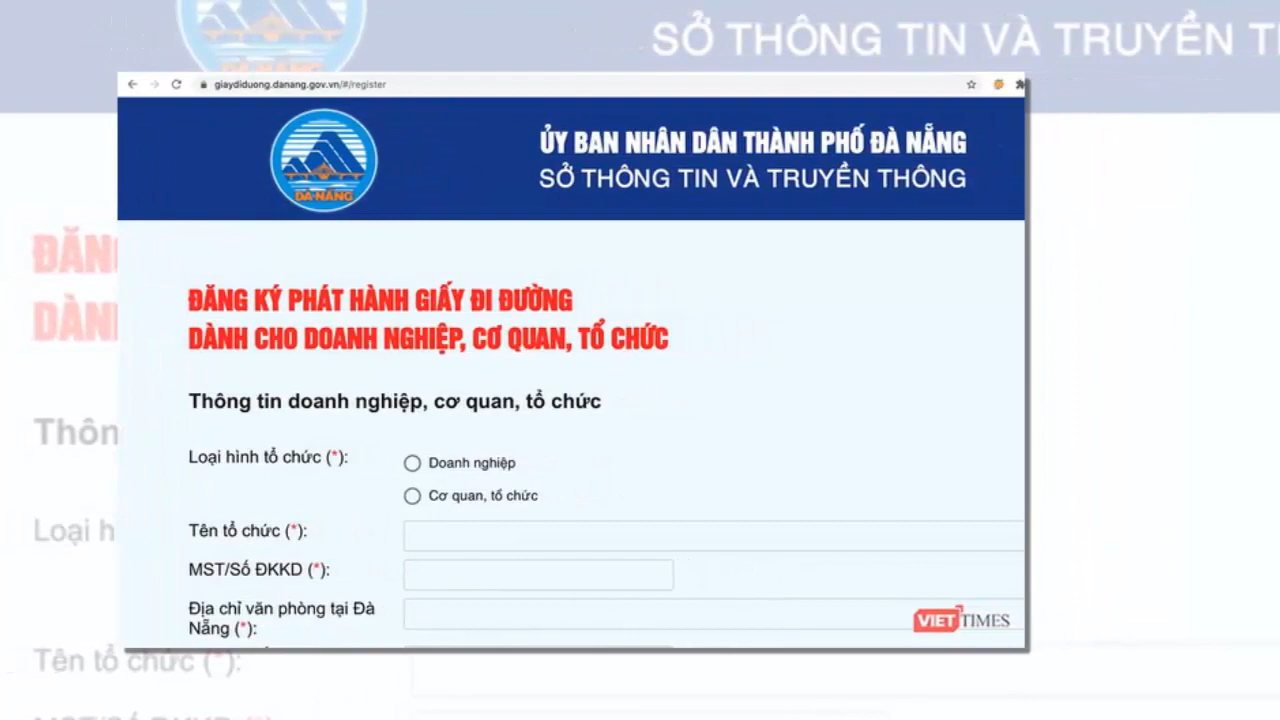 SỞ THÔNG TIN VÀ TRUYỀN
giaydiduong.danang.gov.vn/#/register
ĐÀ NẴNG
ỦY BAN NHÂN DÂN THÀNH PHỐ ĐÀ NẴNG
SỞ THÔNG TIN VÀ TRUYỀN THÔNG
ĐĂNG KÝ PHÁT HÀNH GIẤY ĐI ĐƯỜNG
DÀNH CHO DOANH NGHIỆP, CƠ QUAN, TỔ CHỨC
Thông tin doanh nghiệp, cơ quan, tổ chức
Loại hình tổ chức (*):
Doanh nghiệp
Cơ quan, tổ chức
Tên tổ chức (*):
MST/Số ĐKKD (*):
Địa chỉ văn phòng tại Đà
Nẵng (*):
VIETTIMES
Loại h
Tên tổ chức (*):